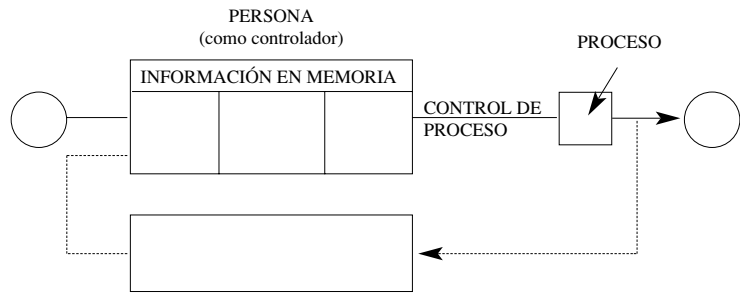 PERSONA
(como controlador)
PROCESO
INFORMACIÓN EN MEMORIA
CONTROL DE
PROCESO